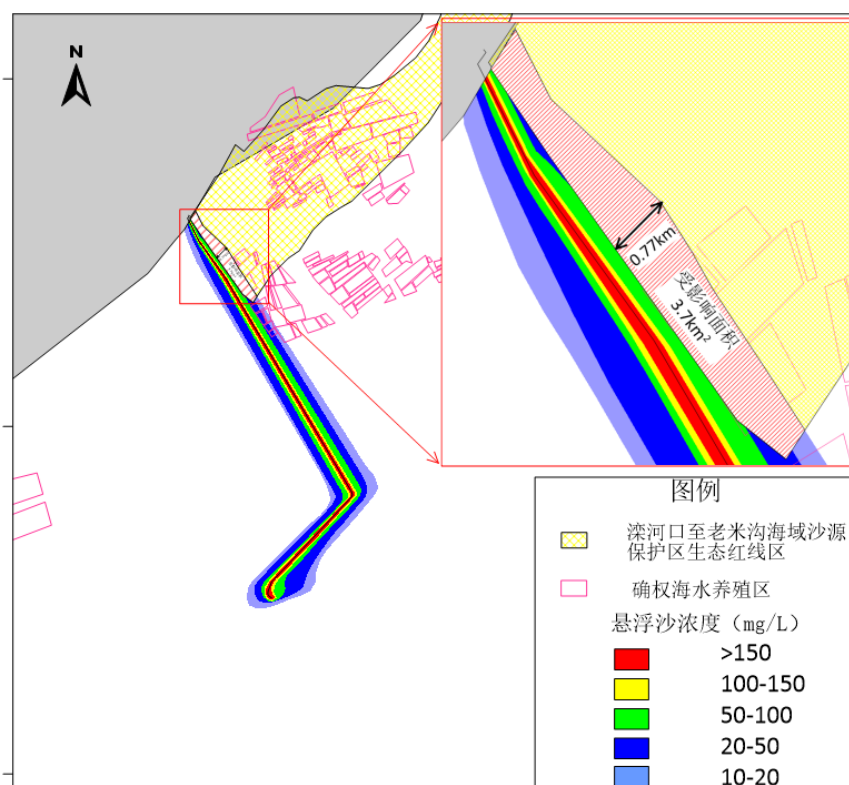 N
0.77km
受影响面积
3.7km²
图例
滦河口至老米沟海域沙源
保护区生态红线区
确权海水养殖区
悬浮沙浓度（mg/L）
>150
100-150
50-100
20-50
10-20